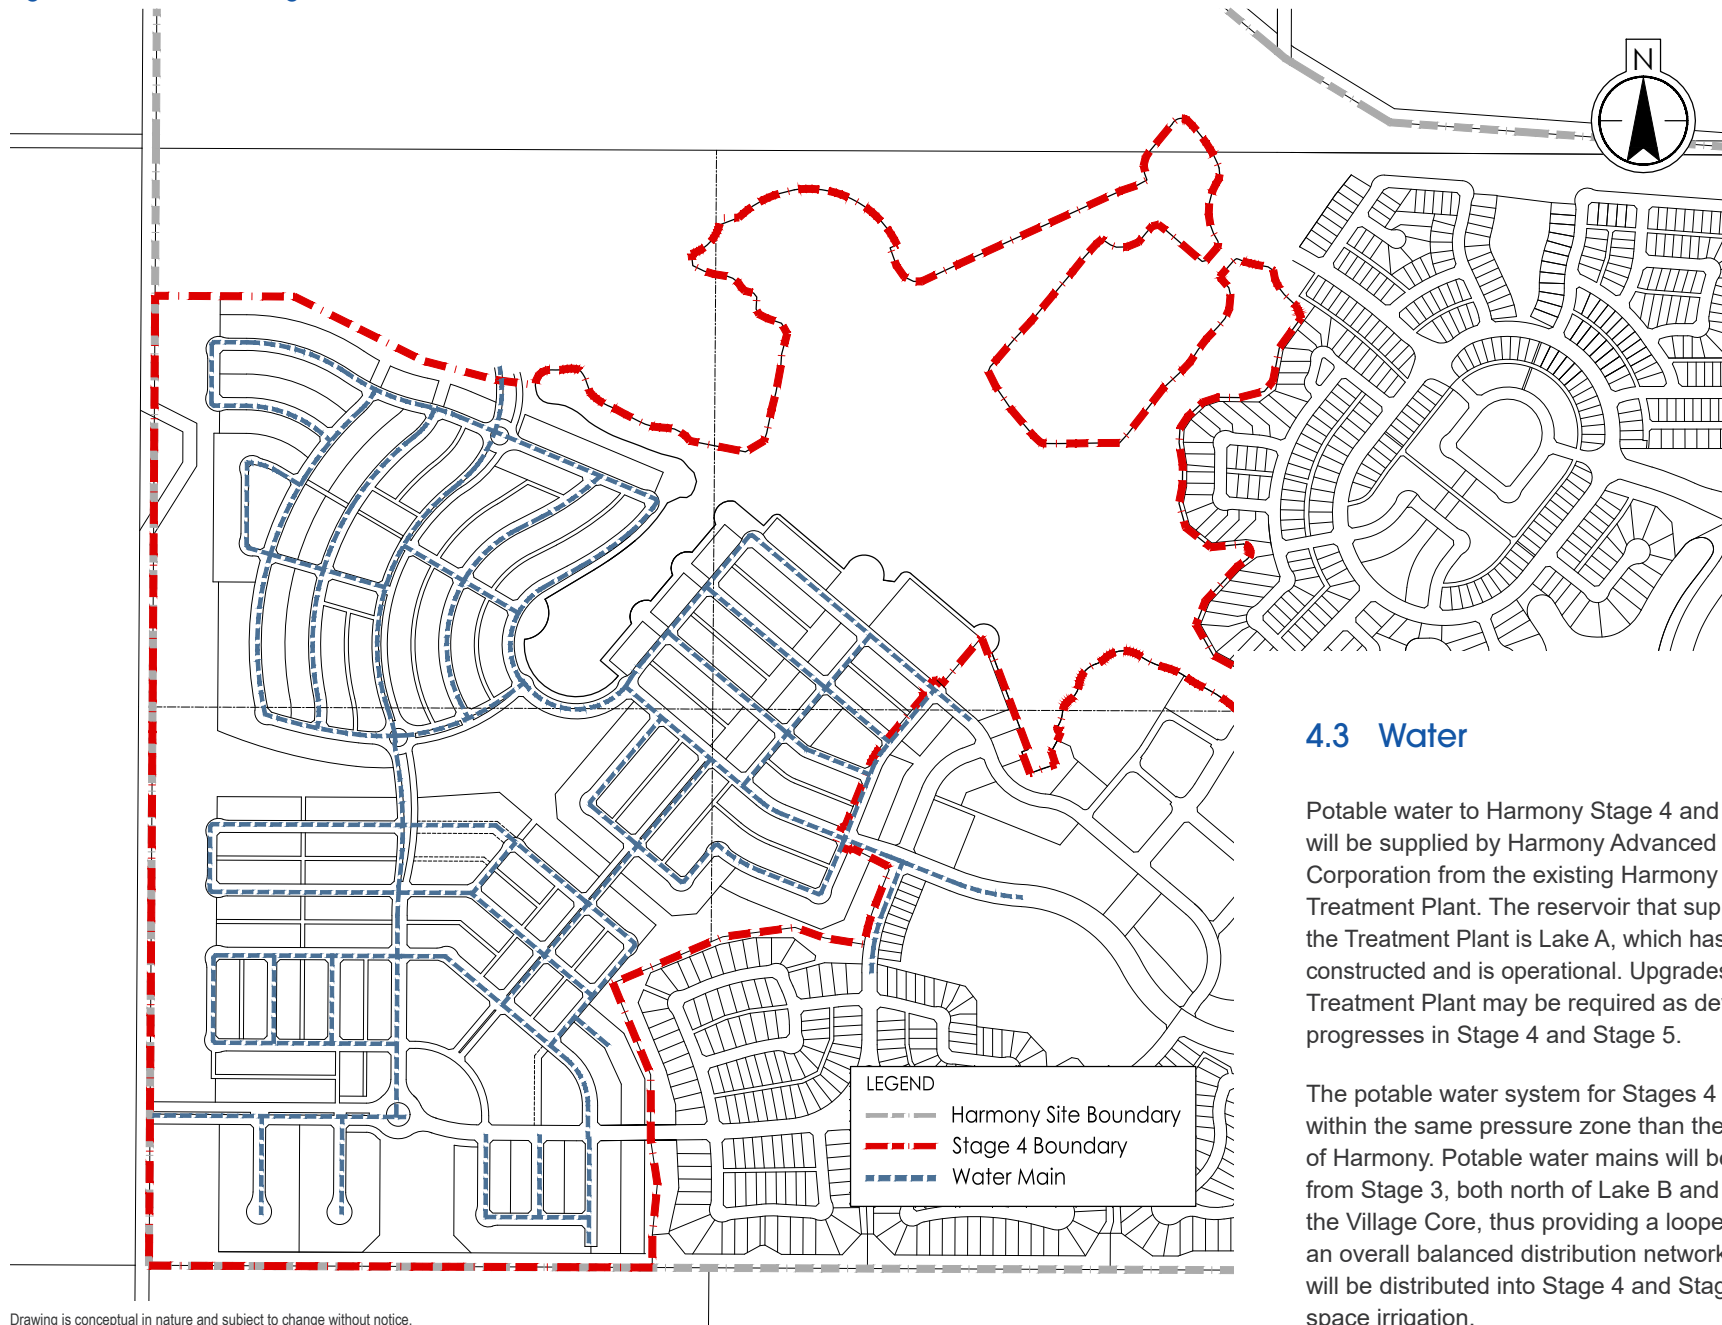 N
LEGEND
Harmony Site Boundary
Stage 4 Boundary
Water Main
Drawing is conceptual in nature and subject to change without notice.
4.3 Water
Potable water to Harmony Stage 4 and
will be supplied by Harmony Advanced
Corporation from the existing Harmony
Treatment Plant. The reservoir that sup
the Treatment Plant is Lake A, which has
constructed and is operational. Upgrades
Treatment Plant may be required as de
progresses in Stage 4 and Stage 5.
The potable water system for Stages 4
within the same pressure zone than the
of Harmony. Potable water mains will be
from Stage 3, both north of Lake B and
the Village Core, thus providing a loope
an overall balanced distribution network
will be distributed into Stage 4 and Stag
space irrigation.